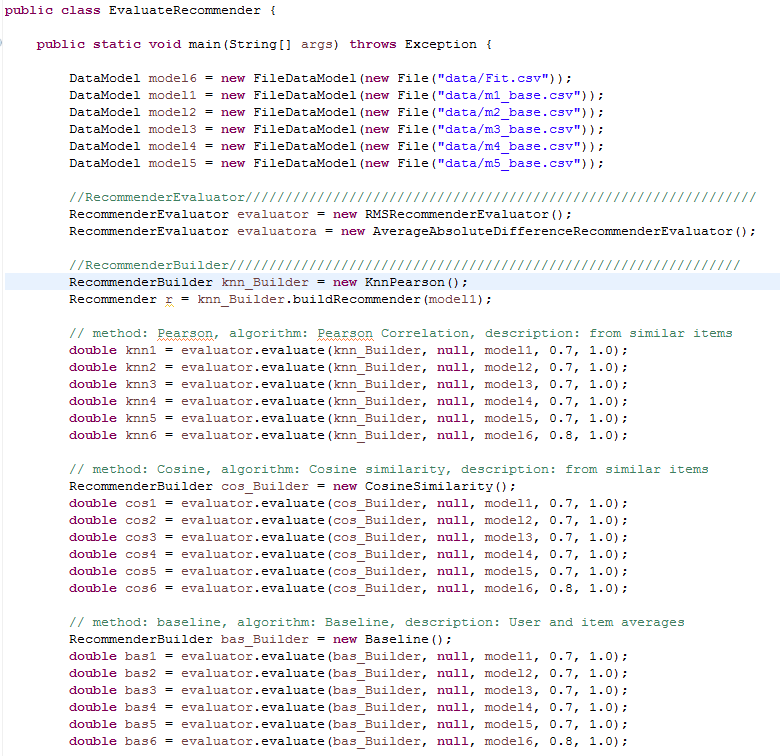 public class EvaluateRecommender {
public static void main(String[] args) throws Exception {
DataModel model6 = new FileDataModel(new File("data/Fit.csv"));
DataModel model1 = new FileDataModel(new File("data/m1_base.csv"));
DataModel model2 = new FileDataModel(new File("data/m2_base.csv"));
DataModel model3 = new FileDataModel(new File("data/m3_base.csv"));
DataModel model4 = new FileDataModel(new File("data/m4_base.csv"));
DataModel model5 = new FileDataModel(new File("data/m5_base.csv"));
//RecommenderEvaluator////////////////////////////////////////////////////////////////
RecommenderEvaluator evaluator = new RMSRecommenderEvaluator();
RecommenderEvaluator evaluatora = new AverageAbsoluteDifferenceRecommenderEvaluator();
//RecommenderBuilder////////////////////////////////////////////////////////////////
RecommenderBuilder knn_Builder = new KnnPearson();
Recommender r = knn_Builder.buildRecommender(model1);
// method: Pearson, algorithm: Pearson Correlation, description: from similar items
double knn1 = evaluator.evaluate(knn_Builder, null, model1, 0.7, 1.0);
double knn2 = evaluator.evaluate(knn_Builder, null, model2, 0.7, 1.0);
double knn3 = evaluator.evaluate(knn_Builder, null, model3, 0.7, 1.0);
double knn4 = evaluator.evaluate(knn_Builder, null, model4, 0.7, 1.0);
double knn5 = evaluator.evaluate(knn_Builder, null, model5, 0.7, 1.0);
double knn6 = evaluator.evaluate(knn_Builder, null, model6, 0.8, 1.0);
// method: Cosine, algorithm: Cosine similarity, description: from similar items
RecommenderBuilder cos_Builder = new CosineSimilarity();
double cos1 = evaluator.evaluate(cos_Builder, null, model1, 0.7, 1.0);
double cos2 = evaluator.evaluate(cos_Builder, null, model2, 0.7, 1.0);
double cos3 = evaluator.evaluate(cos_Builder, null, model3, 0.7, 1.0);
double cos4 = evaluator.evaluate(cos_Builder, null, model4, 0.7, 1.0);
double cos5 = evaluator.evaluate(cos_Builder, null, model5, 0.7, 1.0);
double cos6 = evaluator.evaluate(cos_Builder, null, model6, 0.8, 1.0);
// method: baseline, algorithm: Baseline, description: User and item averages
RecommenderBuilder bas_Builder = new Baseline();
double bas1 = evaluator.evaluate(bas_Builder, null, model1, 0.7, 1.0);
double bas2 = evaluator.evaluate(bas_Builder, null, model2, 0.7, 1.0);
double bas3 = evaluator.evaluate(bas_Builder, null, model3, 0.7, 1.0);
double bas4 = evaluator.evaluate(bas_Builder, null, model4, 0.7, 1.0);
double bas5 = evaluator.evaluate(bas_Builder, null, model5, 0.7, 1.0);
double bas6 = evaluator.evaluate(bas_Builder, null, model6, 0.8, 1.0);